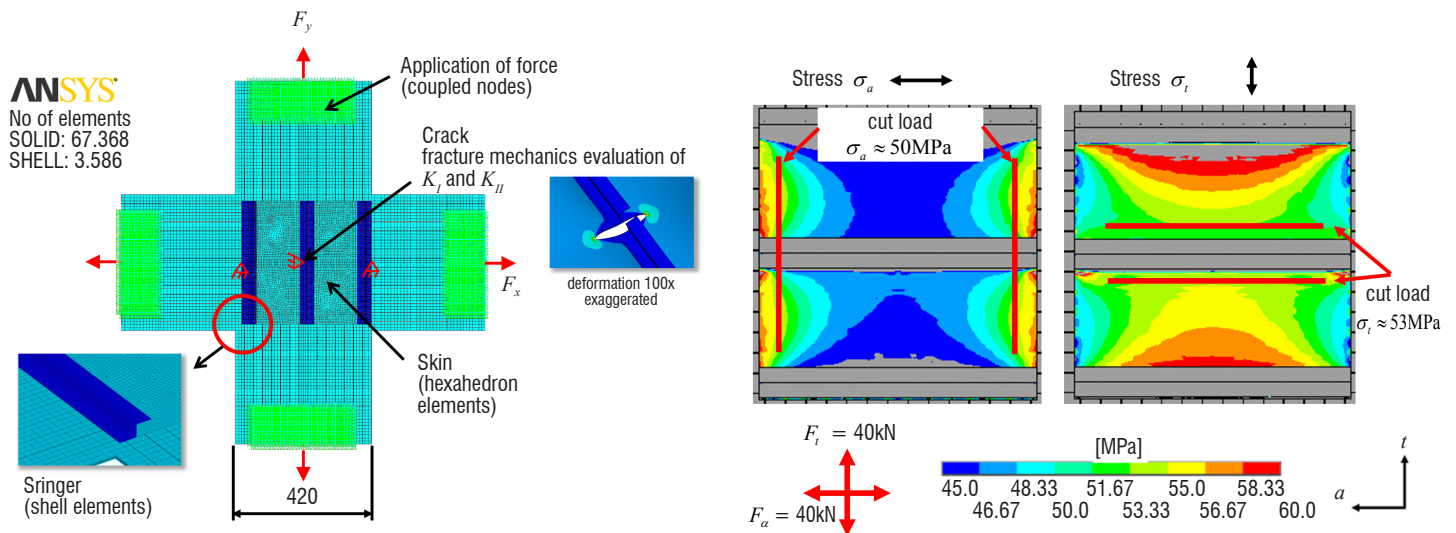 F_y
ANSYS®
No of elements
SOLID: 67.368
SHELL: 3.586
Application of force
(coupled nodes)
Crack
fracture mechanics evaluation of
K_I and K_II
deformation 100x
exaggerated
F_x
Skin
(hexahedron
elements)
Sringer
(shell elements)
420
Stress σ_a
cut load
σ_a ≈ 50MPa
Stress σ_t
cut load
σ_t ≈ 53MPa
F_t = 40kN
F_α = 40kN
[MPa]
45.0 48.33 51.67 55.0 58.33
46.67 50.0 53.33 56.67 60.0
t
a